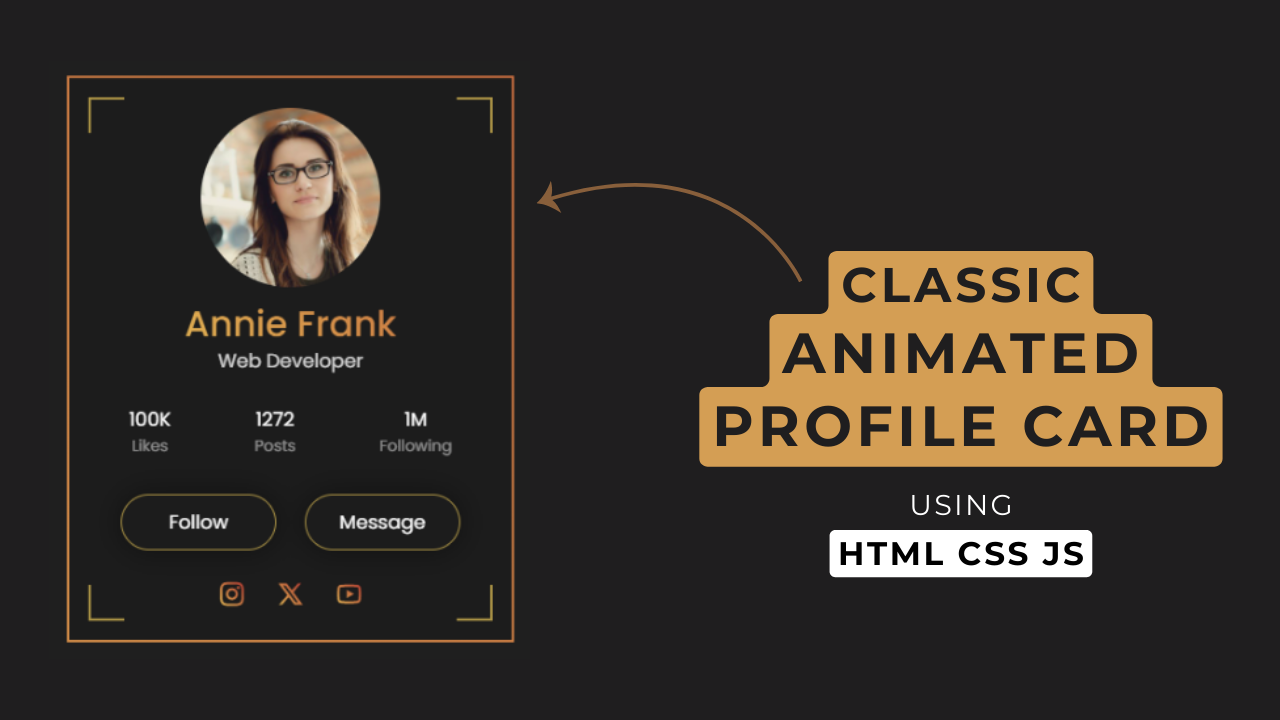 Annie Frank
Web Developer
100K 1272 1M
Likes Posts Following
Follow Message
CLASSIC
ANIMATED
PROFILE CARD
USING
HTML CSS JS